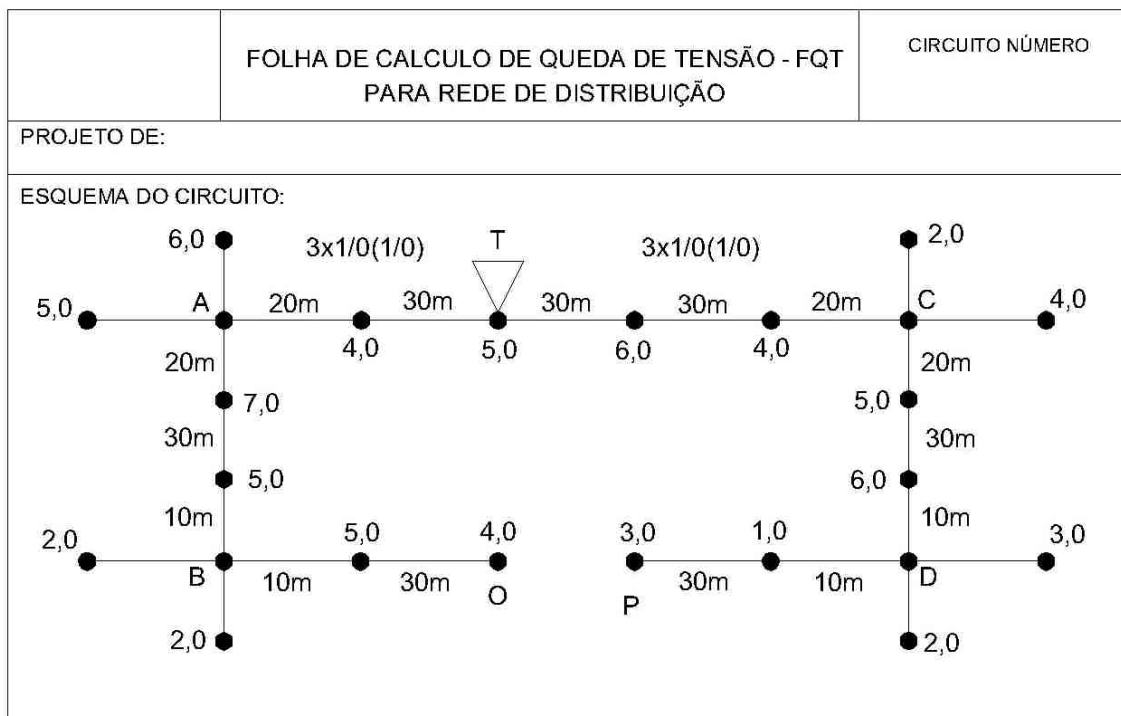 FOLHA DE CALCULO DE QUEDA DE TENSÃO - FQT
PARA REDE DE DISTRIBUIÇÃO
CIRCUITO NÚMERO
PROJETO DE:
ESQUEMA DO CIRCUITO:
6,0
3x1/0(1/0)
T
3x1/0(1/0)
2,0
5,0
A
20m
30m
30m
30m
20m
C
4,0
4,0
5,0
6,0
4,0
20m
20m
7,0
5,0
30m
30m
5,0
6,0
10m
10m
2,0
5,0
4,0
3,0
1,0
3,0
B
10m
30m
O
P
30m
10m
D
2,0
2,0